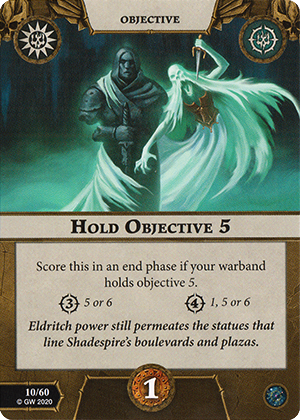 OBJECTIVE
HOLD OBJECTIVE 5
Score this in an end phase if your warband
holds objective 5.
3 5 or 6 4 1, 5 or 6
Eldritch power still permeates the statues that
line Shadespire's boulevards and plazas.
10/60
© GW 2020
1